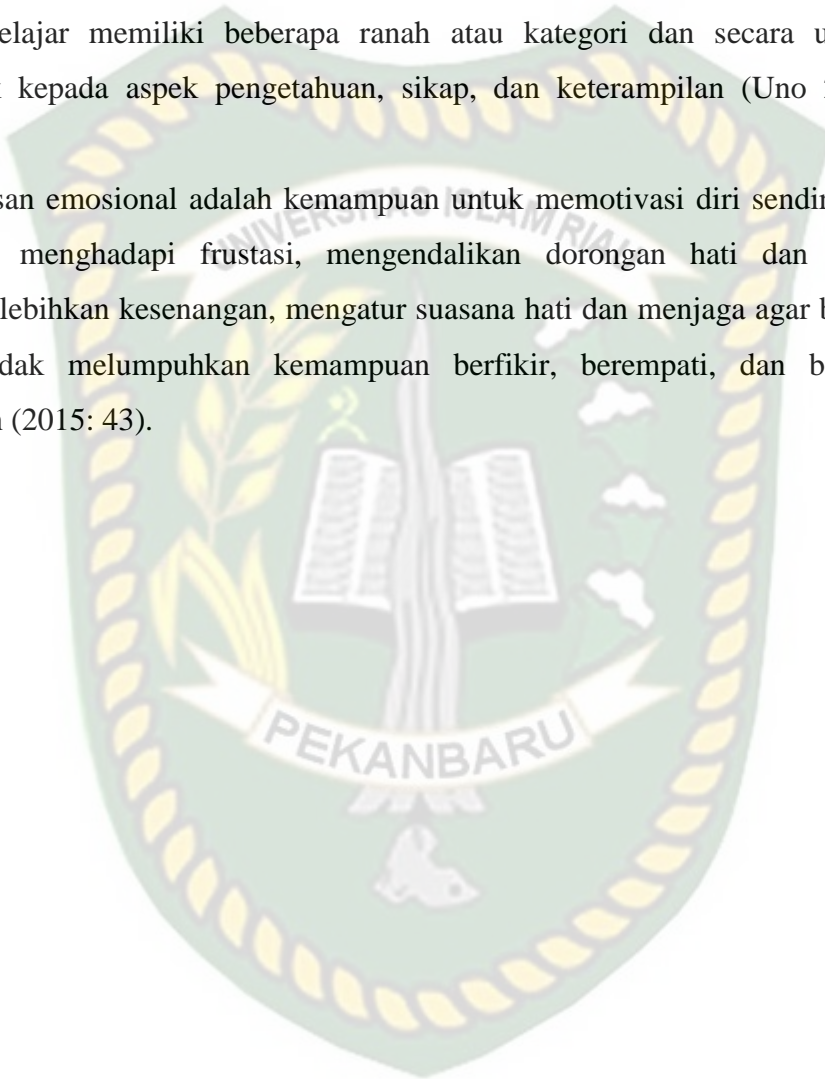 elajar memiliki beberapa ranah atau kategori dan secara u
kepada aspek pengetahuan, sikap, dan keterampilan (Uno
san emosional adalah kemampuan untuk memotivasi diri sendir
UNIVERSITAS ISLAM RIAU
menghadapi frustasi, mengendalikan dorongan hati dan
lebihkan kesenangan, mengatur suasana hati dan menjaga agar b
dak melumpuhkan kemampuan berfikir, berempati, dan b
(2015: 43).
PEKANBARU